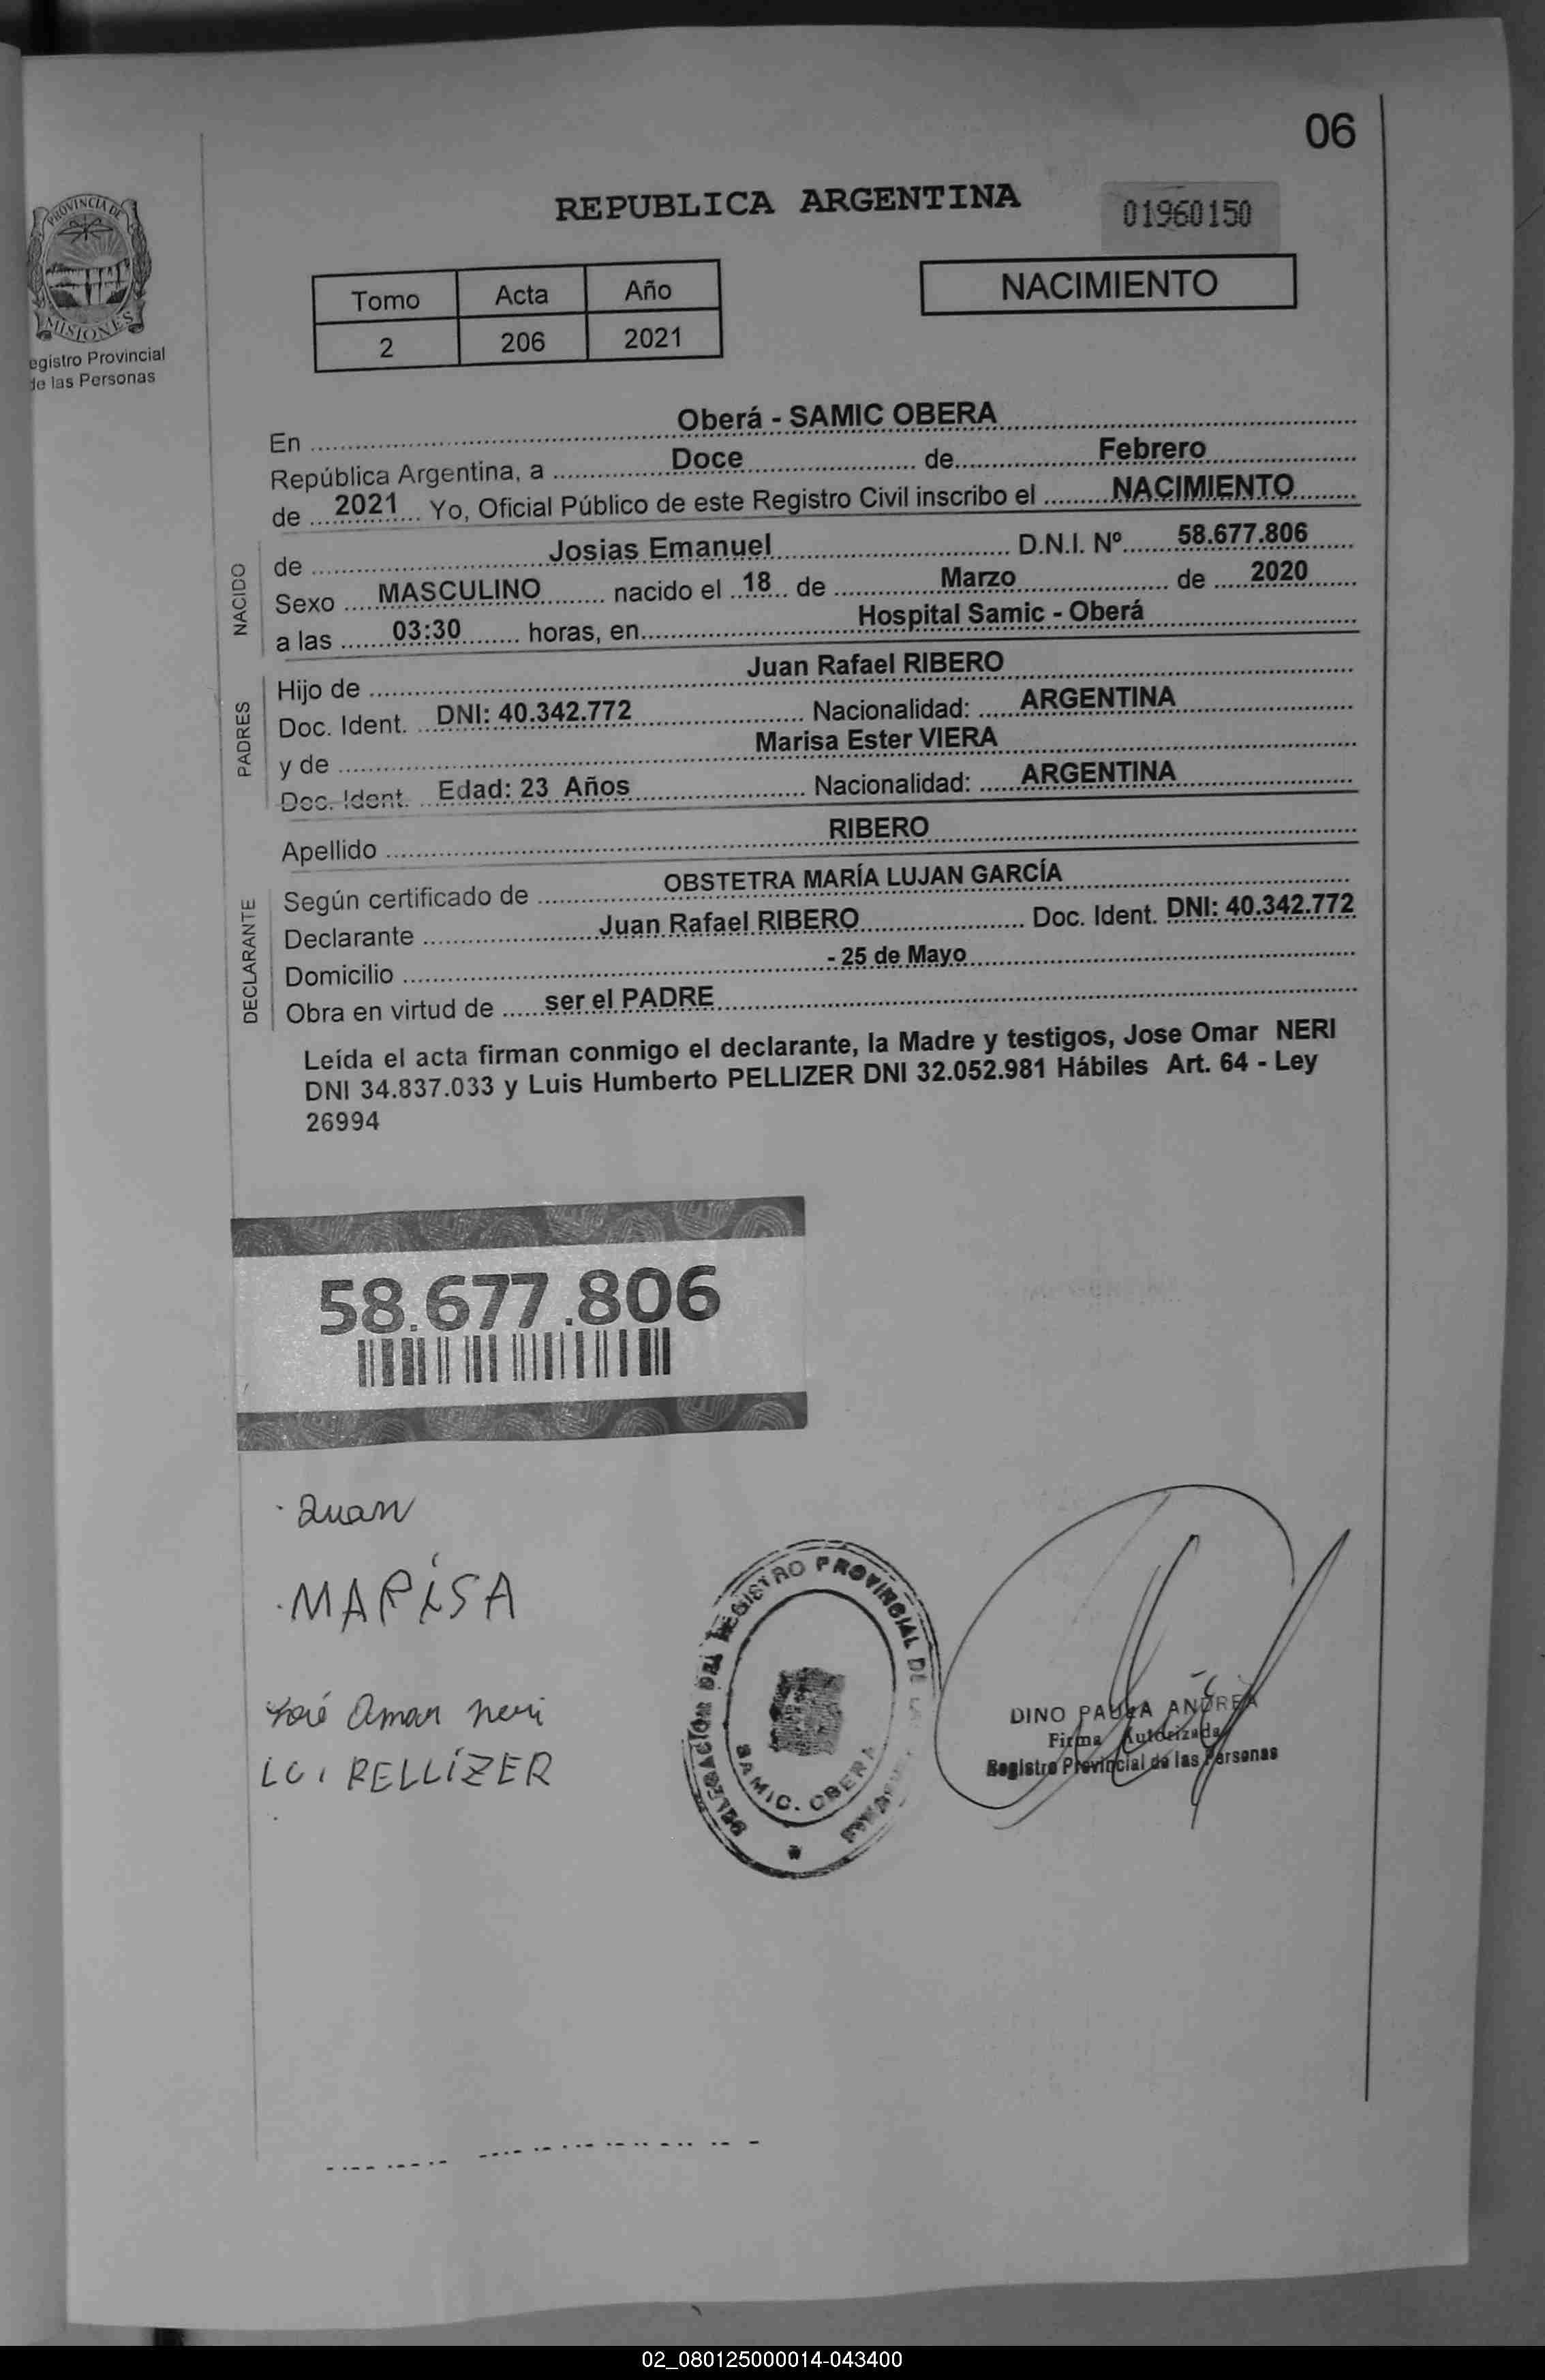 06
PROVINCIA DE
MISIONES
egistro Provincial
de las Personas
REPUBLICA ARGENTINA
01960150
Tomo Acta Año
2 206 2021
NACIMIENTO
En Oberá - SAMIC OBERA
República Argentina, a Doce de Febrero
de 2021 Yo, Oficial Público de este Registro Civil inscribo el NACIMIENTO
NACIDO
de Josias Emanuel D.N.I. Nº 58.677.806
Sexo MASCULINO nacido el 18 de Marzo de 2020
a las 03:30 horas, en Hospital Samic - Oberá
PADRES
Hijo de Juan Rafael RIBERO
Doc. Ident. DNI: 40.342.772 Nacionalidad: ARGENTINA
y de Marisa Ester VIERA
Doc. Ident. Edad: 23 Años Nacionalidad: ARGENTINA
Apellido RIBERO
DECLARANTE
Según certificado de OBSTETRA MARÍA LUJAN GARCÍA
Declarante Juan Rafael RIBERO Doc. Ident. DNI: 40.342.772
Domicilio - 25 de Mayo
Obra en virtud de ser el PADRE
Leída el acta firman conmigo el declarante, la Madre y testigos, Jose Omar NERI
DNI 34.837.033 y Luis Humberto PELLIZER DNI 32.052.981 Hábiles Art. 64 - Ley
26994
58.677.806
Juan
MARiSA
José Omar Neri
PELLiZER
DELEGACION DEL REGISTRO PROVINCIAL DE
SAMIC. OBERA
DINO PAULA ANDREA
Firma Autorizada
Registro Provincial de las Personas
02_080125000014-043400